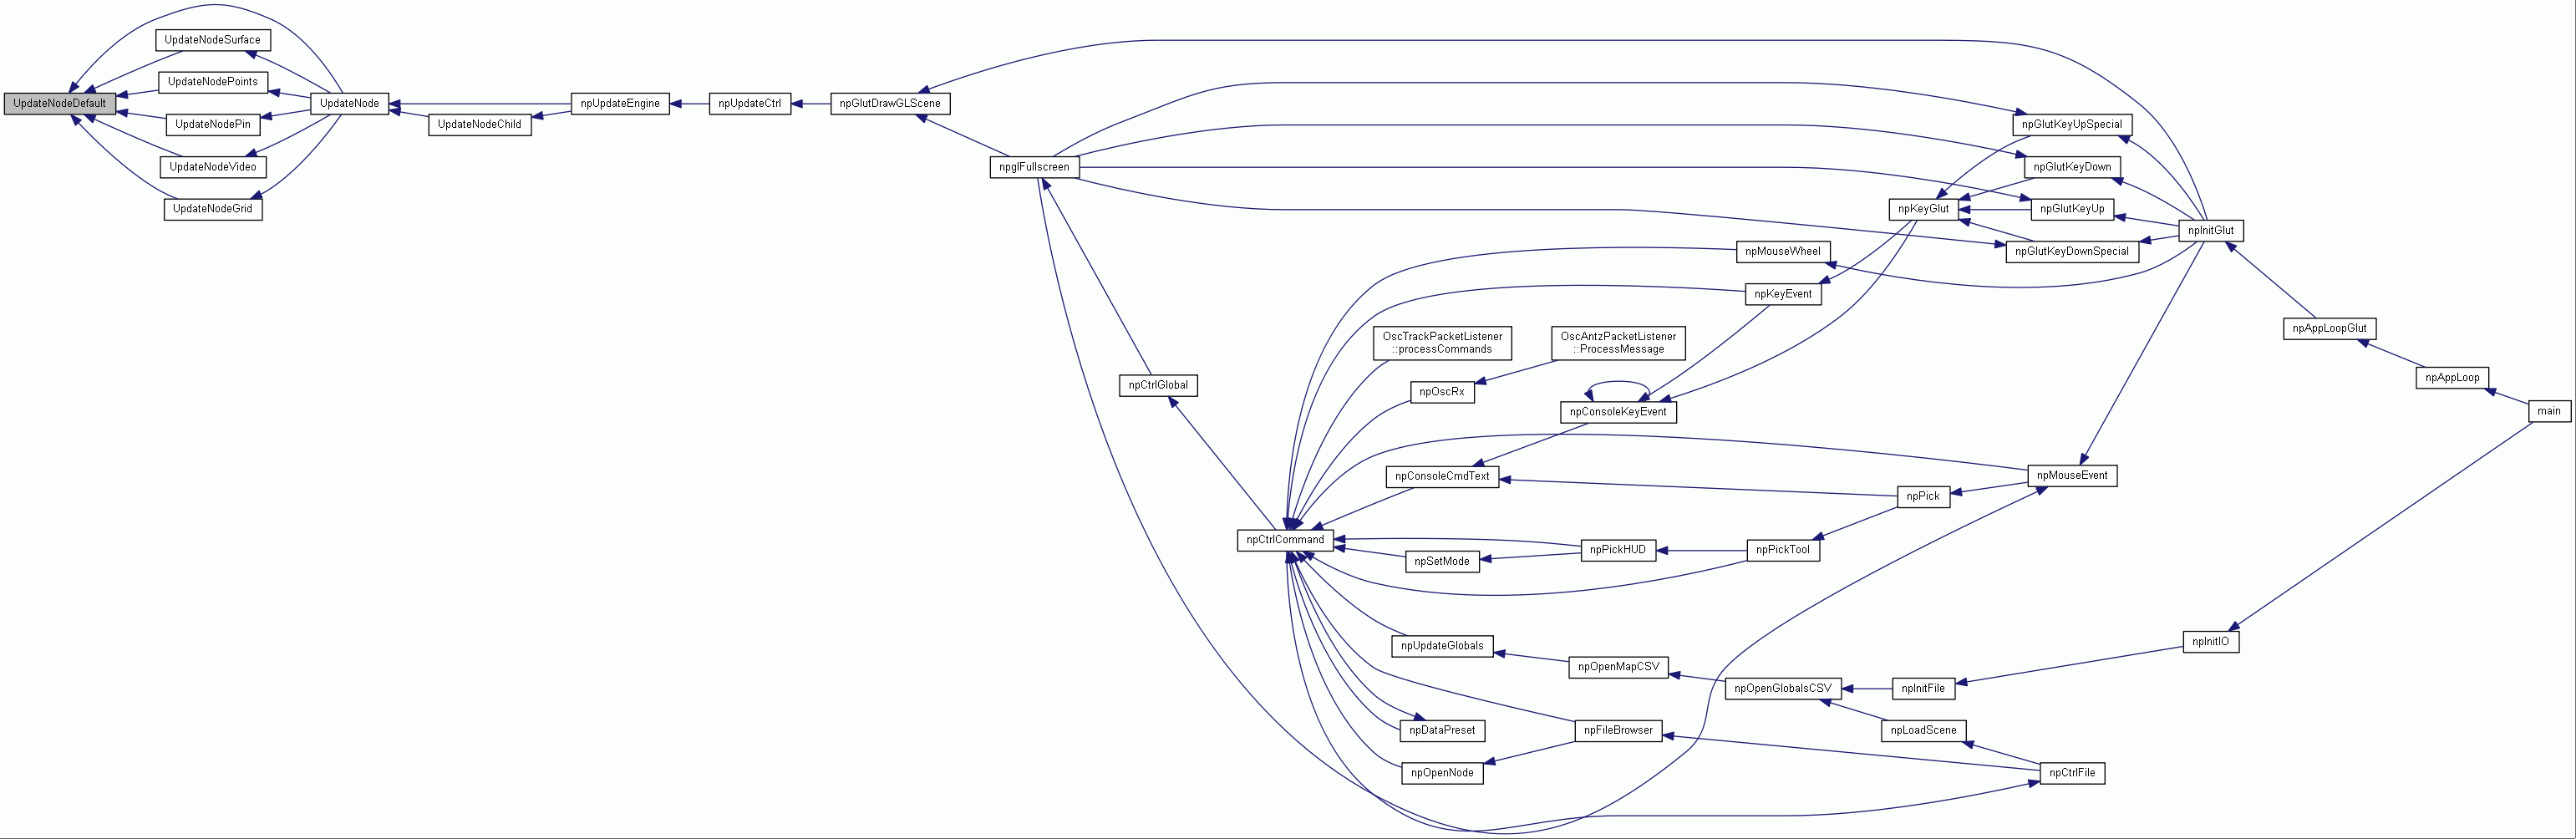 UpdateNodeDefault
UpdateNodeSurface
UpdateNodePoints
UpdateNodePin
UpdateNodeVideo
UpdateNodeGrid
UpdateNode
UpdateNodeChild
npUpdateEngine
npUpdateCtrl
npGlutDrawGLScene
npglFullscreen
npCtrlGlobal
npCtrlCommand
npMouseWheel
npKeyEvent
OscTrackPacketListener
::processCommands
OscAntzPacketListener
::ProcessMessage
npOscRx
npConsoleKeyEvent
npConsoleCmdText
npPickHUD
npSetMode
npPickTool
npPick
npMouseEvent
npUpdateGlobals
npOpenMapCSV
npOpenGlobalsCSV
npInitFile
npLoadScene
npDataPreset
npFileBrowser
npOpenNode
npCtrlFile
npKeyGlut
npGlutKeyUpSpecial
npGlutKeyDown
npGlutKeyUp
npGlutKeyDownSpecial
npInitGlut
npAppLoopGlut
npAppLoop
main
npInitIO